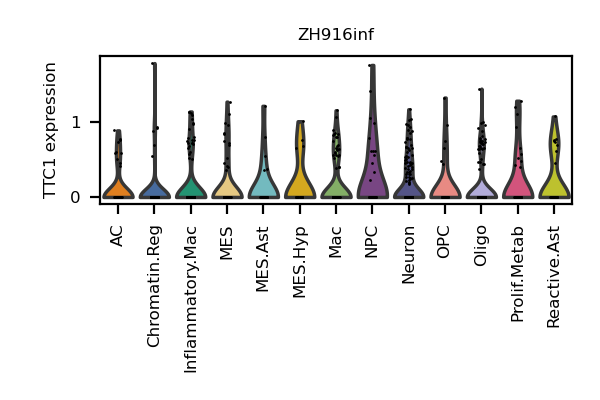 ZH916inf
TTC1 expression
1
0
AC
Chromatin.Reg
Inflammatory.Mac
MES
MES.Ast
MES.Hyp
Mac
NPC
Neuron
OPC
Oligo
Prolif.Metab
Reactive.Ast